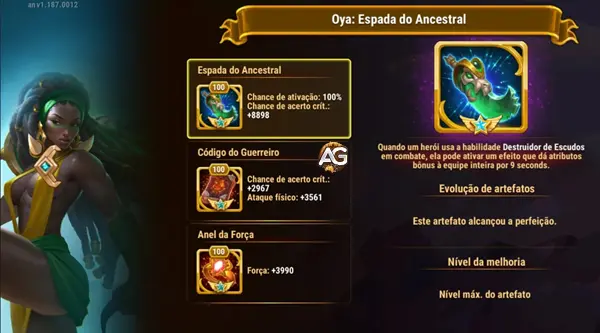 an v1.187.0012
Oya: Espada do Ancestral
Espada do Ancestral
100
Chance de ativação: 100%
Chance de acerto crít.:
+8898
Código do Guerreiro
100
Chance de acerto crít.:
+2967
Ataque físico: +3561
Anel da Força
100
Força: +3990
AG
Quando um herói usa a habilidade Destruidor de Escudos
em combate, ela pode ativar um efeito que dá atributos
bônus à equipe inteira por 9 seconds.
Evolução de artefatos
Este artefato alcançou a perfeição.
Nível da melhoria
Nível máx. do artefato